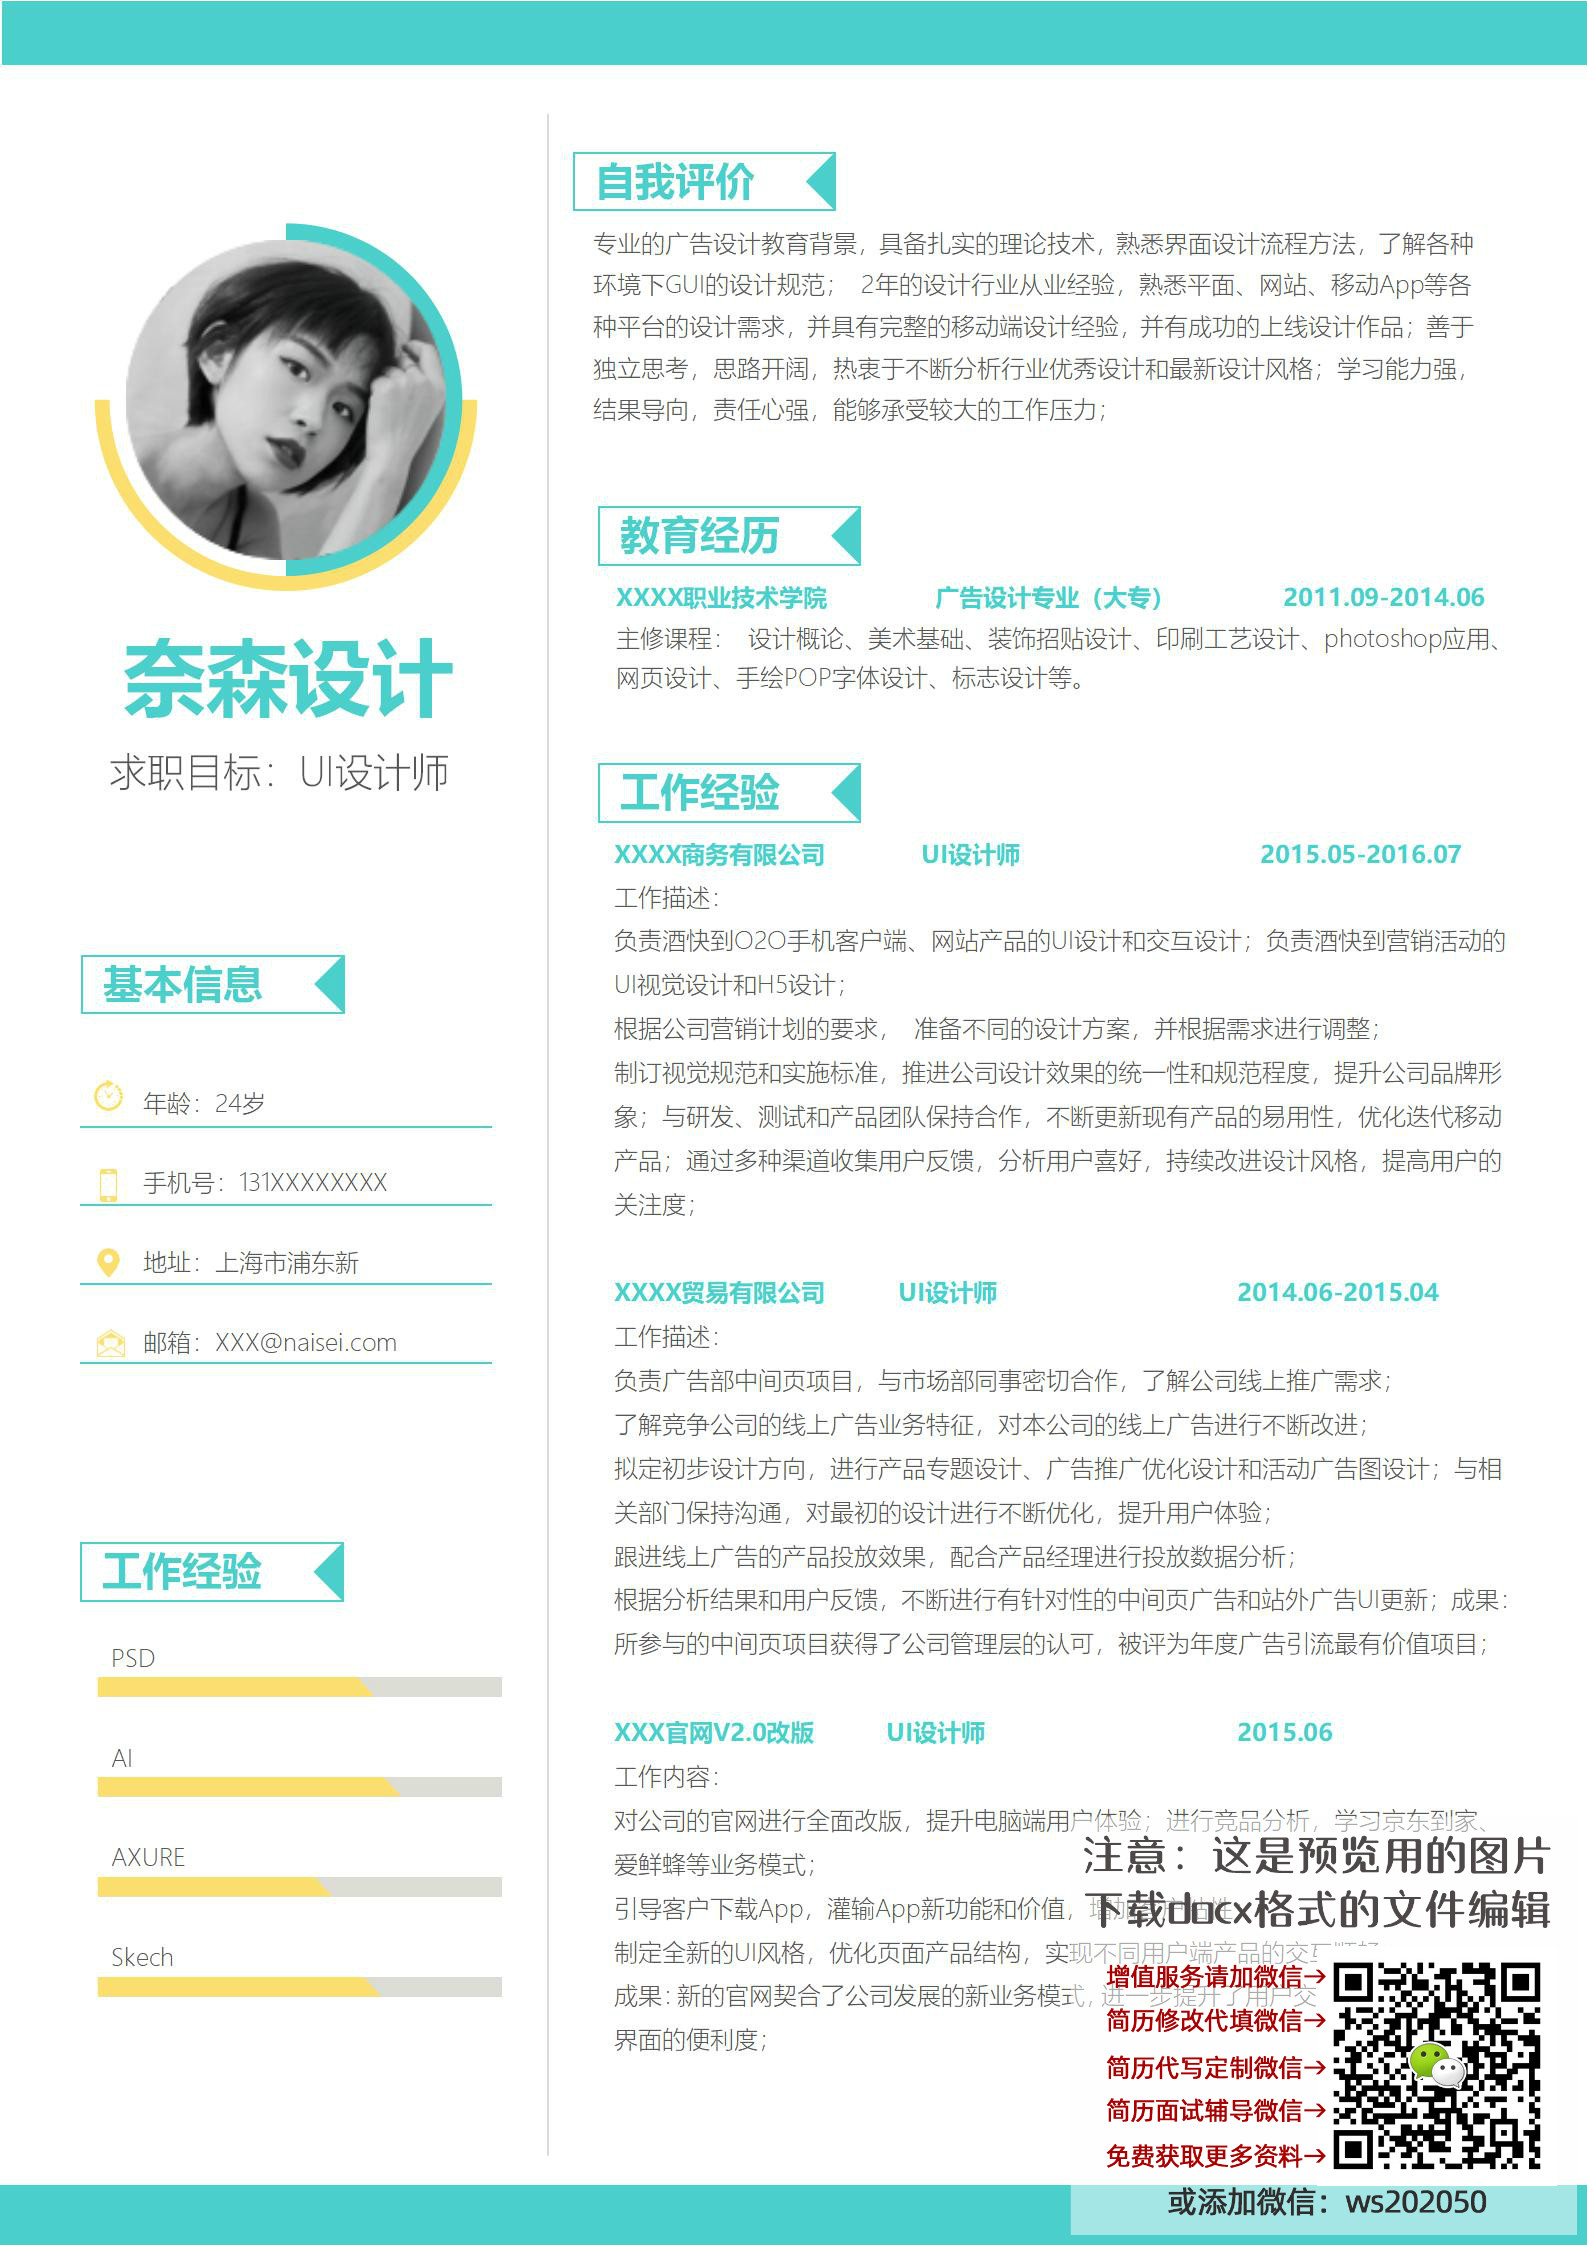 奈森设计
求职目标：UI设计师
基本信息
年龄：24岁
手机号：131XXXXXXXX
地址：上海市浦东新
邮箱：XXX@naisei.com
工作经验
PSD
AI
AXURE
Skech
自我评价
专业的广告设计教育背景，具备扎实的理论技术，熟悉界面设计流程方法，了解各种
环境下GUI的设计规范； 2年的设计行业从业经验，熟悉平面、网站、移动App等各
种平台的设计需求，并具有完整的移动端设计经验，并有成功的上线设计作品；善于
独立思考，思路开阔，热衷于不断分析行业优秀设计和最新设计风格；学习能力强，
结果导向，责任心强，能够承受较大的工作压力；
教育经历
XXXX职业技术学院 广告设计专业（大专） 2011.09-2014.06
主修课程： 设计概论、美术基础、装饰招贴设计、印刷工艺设计、photoshop应用、
网页设计、手绘POP字体设计、标志设计等。
工作经验
XXXX商务有限公司 UI设计师 2015.05-2016.07
工作描述：
负责酒快到O2O手机客户端、网站产品的UI设计和交互设计；负责酒快到营销活动的
UI视觉设计和H5设计；
根据公司营销计划的要求， 准备不同的设计方案，并根据需求进行调整；
制订视觉规范和实施标准，推进公司设计效果的统一性和规范程度，提升公司品牌形
象；与研发、测试和产品团队保持合作，不断更新现有产品的易用性，优化迭代移动
产品；通过多种渠道收集用户反馈，分析用户喜好，持续改进设计风格，提高用户的
关注度；
XXXX贸易有限公司 UI设计师 2014.06-2015.04
工作描述：
负责广告部中间页项目，与市场部同事密切合作，了解公司线上推广需求；
了解竞争公司的线上广告业务特征，对本公司的线上广告进行不断改进；
拟定初步设计方向，进行产品专题设计、广告推广优化设计和活动广告图设计；与相
关部门保持沟通，对最初的设计进行不断优化，提升用户体验；
跟进线上广告的产品投放效果，配合产品经理进行投放数据分析；
根据分析结果和用户反馈，不断进行有针对性的中间页广告和站外广告UI更新；成果：
所参与的中间页项目获得了公司管理层的认可，被评为年度广告引流最有价值项目；
XXX官网V2.0改版 UI设计师 2015.06
工作内容：
对公司的官网进行全面改版，提升电脑端用户体验；进行竞品分析，学习京东到家、
爱鲜蜂等业务模式；
引导客户下载App，灌输App新功能和价值，
制定全新的UI风格，优化页面产品结构，实现不同用户端产品的交互
成果：新的官网契合了公司发展的新业务模式，进一步提升了用户交
界面的便利度；
注意：这是预览用的图片
下载docx格式的文件编辑
增值服务请加微信→
简历修改代填微信→
简历代写定制微信→
简历面试辅导微信→
免费获取更多资料→
或添加微信：ws202050